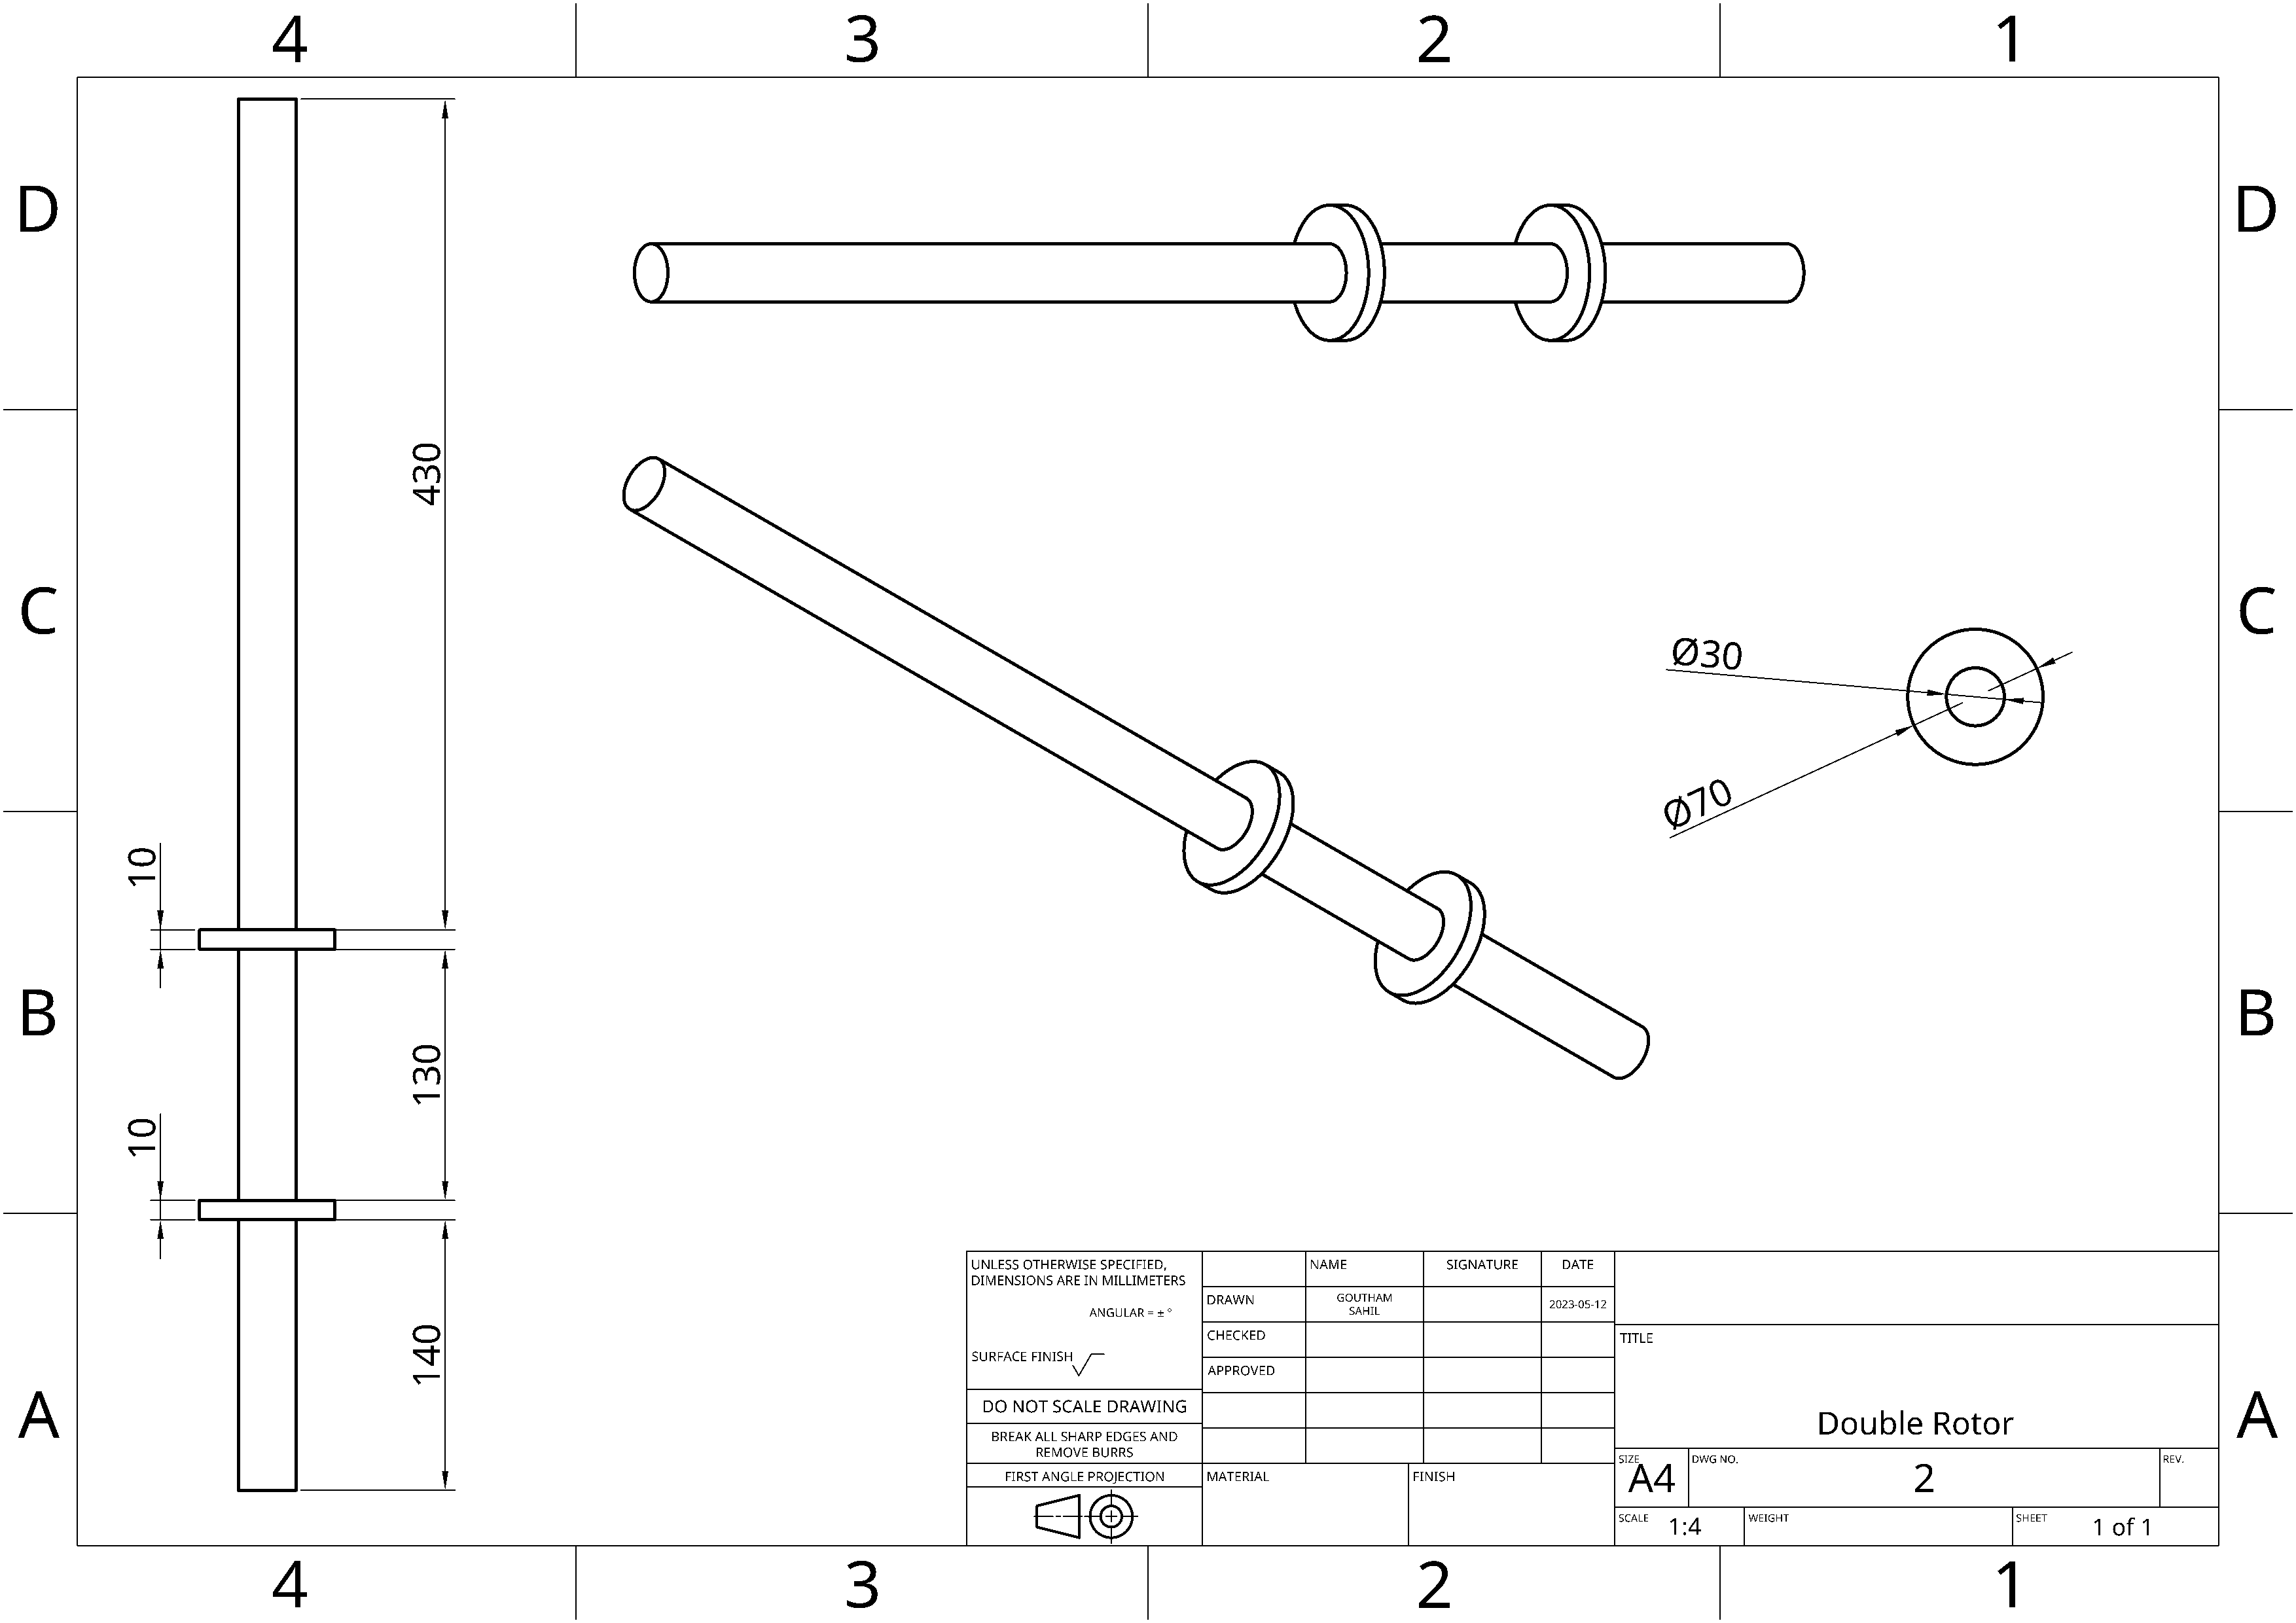 4 3 2 1
D D
C C
B B
A A
430
10
130
10
140
Ø30
Ø70
UNLESS OTHERWISE SPECIFIED,
DIMENSIONS ARE IN MILLIMETERS
ANGULAR = ± °
SURFACE FINISH
DO NOT SCALE DRAWING
BREAK ALL SHARP EDGES AND
REMOVE BURRS
FIRST ANGLE PROJECTION
NAME SIGNATURE DATE
DRAWN GOUTHAM
SAHIL 2023-05-12
CHECKED
APPROVED
MATERIAL FINISH
TITLE
Double Rotor
SIZE A4 DWG NO. 2 REV.
SCALE 1:4 WEIGHT SHEET 1 of 1
4 3 2 1